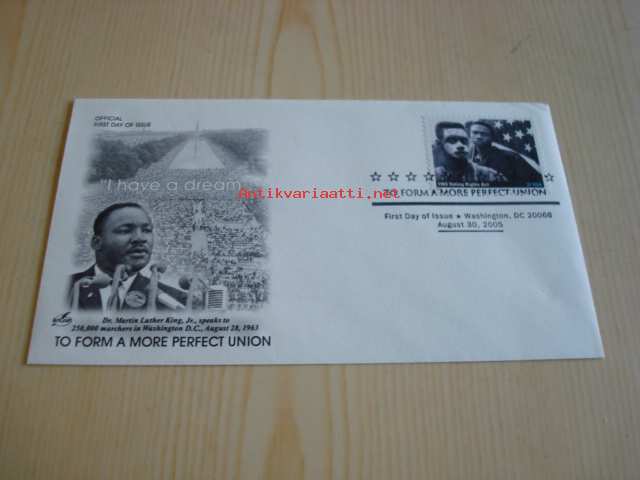 OFFICIAL
FIRST DAY OF ISSUE
"I have a dream
Antikvariaatti.net
1965 Voting Rights Act
TO FORM A MORE PERFECT UNION
First Day of Issue ★ Washington, DC 20066
August 30, 2005
Dr. Martin Luther King, Jr., speaks to
250,000 marchers in Washington D.C., August 28, 1963
TO FORM A MORE PERFECT UNION